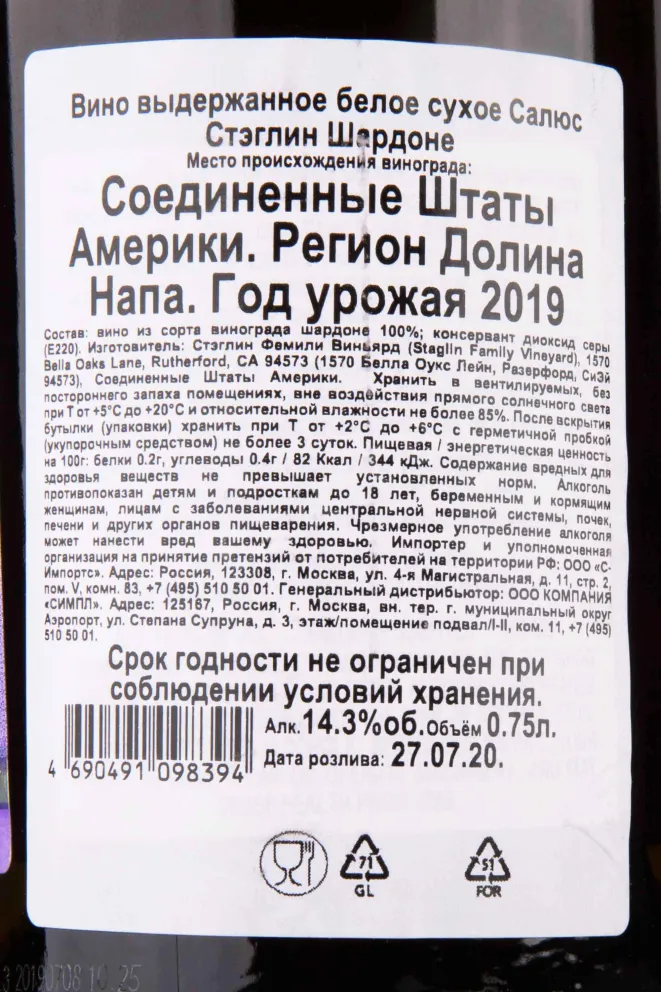 Вино выдержанное белое сухое Салюс
Стэглин Шардоне
Место происхождения винограда:
Соединенные Штаты
Америки. Регион Долина
Напа. Год урожая 2019
Состав: вино из сорта винограда шардоне 100%; консервант диоксид серы
(Е220). Изготовитель: Стэглин Фемили Виньярд (Staglin Family Vineyard), 1570
Bella Oaks Lane, Rutherford, CA 94573 (1570 Белла Оукс Лейн, Разерфорд, СиЭй
94573), Соединенные Штаты Америки. Хранить в вентилируемых, без
постороннего запаха помещениях, вне воздействия прямого солнечного света
при Т от +5°С до +20°С и относительной влажности не более 85%. После вскрытия
бутылки (упаковки) хранить при Т от +2°С до +6°С с герметичной пробкой
(укупорочным средством) не более 3 суток. Пищевая / энергетическая ценность
на 100г: белки 0.2г, углеводы 0.4г / 82 Ккал / 344 кДж. Содержание вредных для
здоровья веществ не превышает установленных норм. Алкоголь
противопоказан детям и подросткам до 18 лет, беременным и кормящим
женщинам, лицам с заболеваниями центральной нервной системы, почек,
печени и других органов пищеварения. Чрезмерное употребление алкоголя
может нанести вред вашему здоровью. Импортер и уполномоченная
организация на принятие претензий от потребителей на территории РФ: ООО «С-
Импортс». Адрес: Россия, 123308, г. Москва, ул. 4-я Магистральная, д. 11, стр. 2,
пом. V, комн. 83, +7 (495) 510 50 01. Генеральный дистрибьютор: ООО КОМПАНИЯ
«СИМПЛ». Адрес: 125167, Россия, г. Москва, вн. тер. г. муниципальный округ
Аэропорт, ул. Степана Супруна, д. 3, этаж/помещение подвал/I-II, ком. 11, +7 (495)
510 50 01.
Срок годности не ограничен при
соблюдении условий хранения.
Алк. 14.3%об. Объём 0.75л.
Дата розлива: 27.07.20.
4 690491 098394
71
GL
51
FOR
3 20190708 10 25